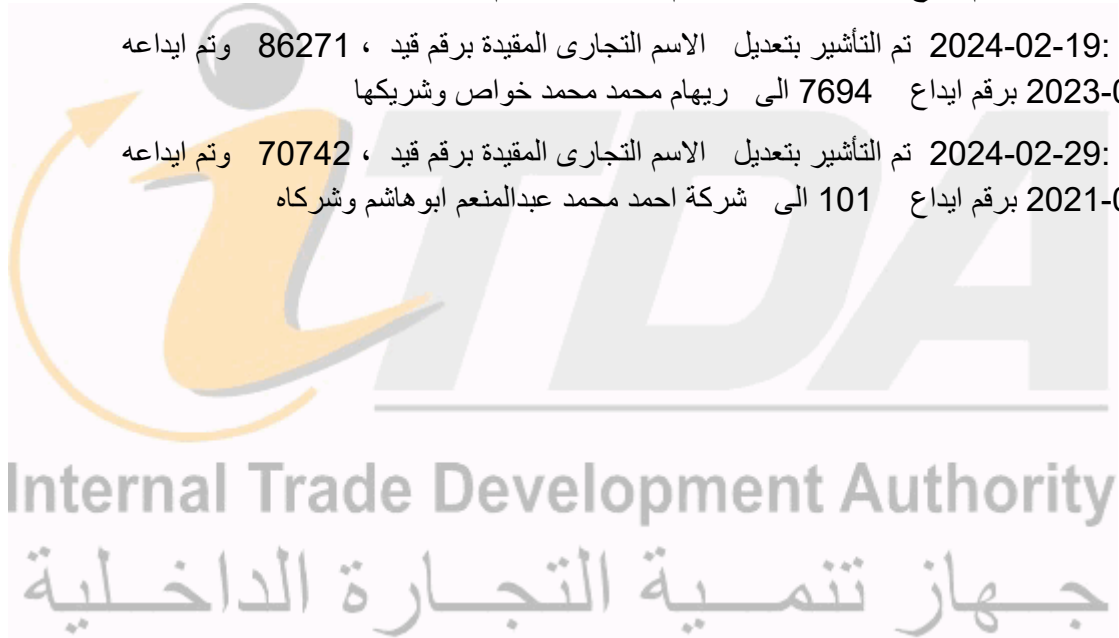 :2024-02-19 تم التأشير بتعديل الاسم التجارى المقيدة برقم قيد ، 86271 وتم ايداعه
2023-0 برقم ايداع 7694 الى ريهام محمد محمد خواص وشريكها
:2024-02-29 تم التأشير بتعديل الاسم التجارى المقيدة برقم قيد ، 70742 وتم ايداعه
2021-0 برقم ايداع 101 الى شركة احمد محمد عبدالمنعم ابوهاشم وشركاه
iTDA
Internal Trade Development Authority
جهاز تنمية التجارة الداخلية